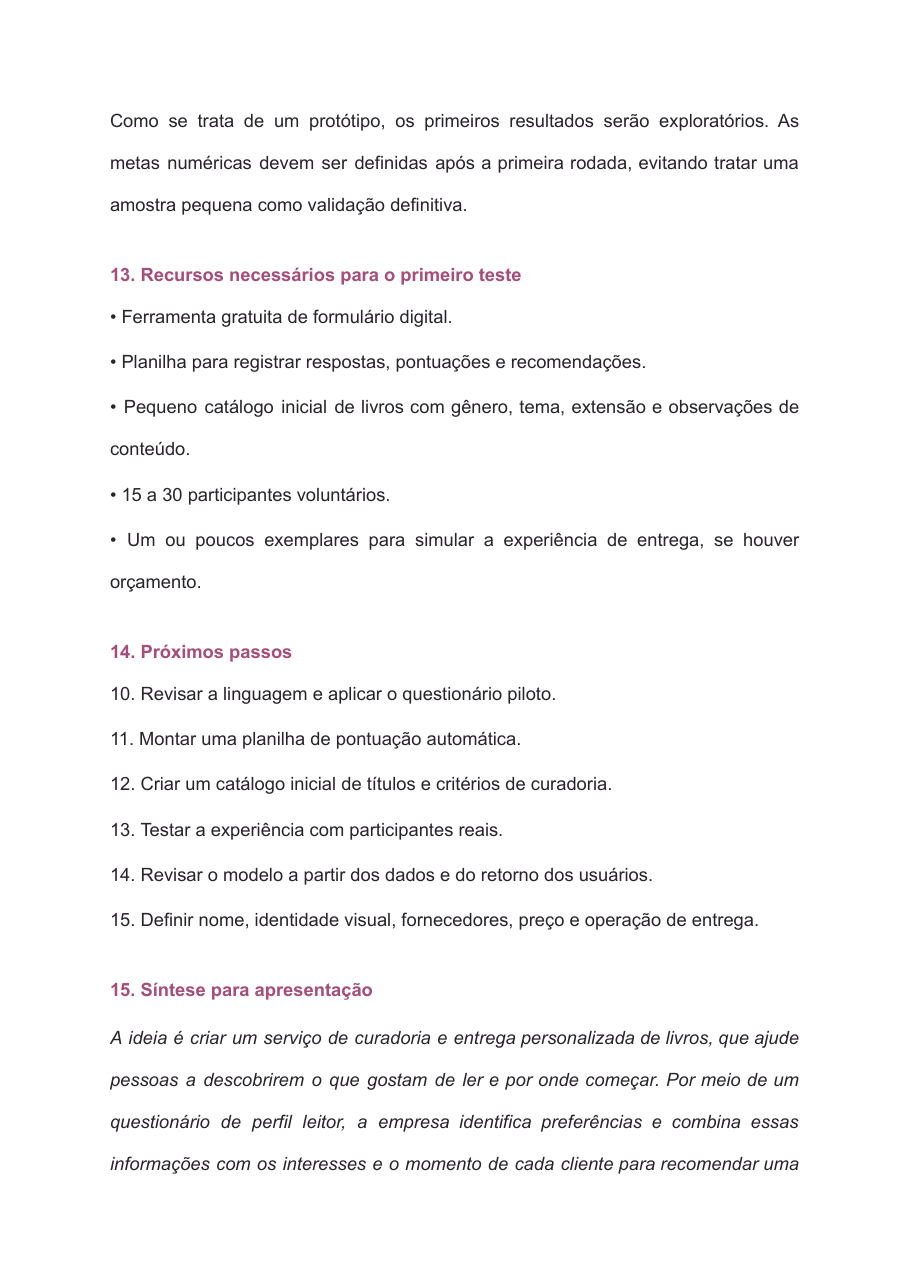 Como se trata de um protótipo, os primeiros resultados serão exploratórios. As
metas numéricas devem ser definidas após a primeira rodada, evitando tratar uma
amostra pequena como validação definitiva.
13. Recursos necessários para o primeiro teste
• Ferramenta gratuita de formulário digital.
• Planilha para registrar respostas, pontuações e recomendações.
• Pequeno catálogo inicial de livros com gênero, tema, extensão e observações de
conteúdo.
• 15 a 30 participantes voluntários.
• Um ou poucos exemplares para simular a experiência de entrega, se houver
orçamento.
14. Próximos passos
10. Revisar a linguagem e aplicar o questionário piloto.
11. Montar uma planilha de pontuação automática.
12. Criar um catálogo inicial de títulos e critérios de curadoria.
13. Testar a experiência com participantes reais.
14. Revisar o modelo a partir dos dados e do retorno dos usuários.
15. Definir nome, identidade visual, fornecedores, preço e operação de entrega.
15. Síntese para apresentação
A ideia é criar um serviço de curadoria e entrega personalizada de livros, que ajude
pessoas a descobrirem o que gostam de ler e por onde começar. Por meio de um
questionário de perfil leitor, a empresa identifica preferências e combina essas
informações com os interesses e o momento de cada cliente para recomendar uma